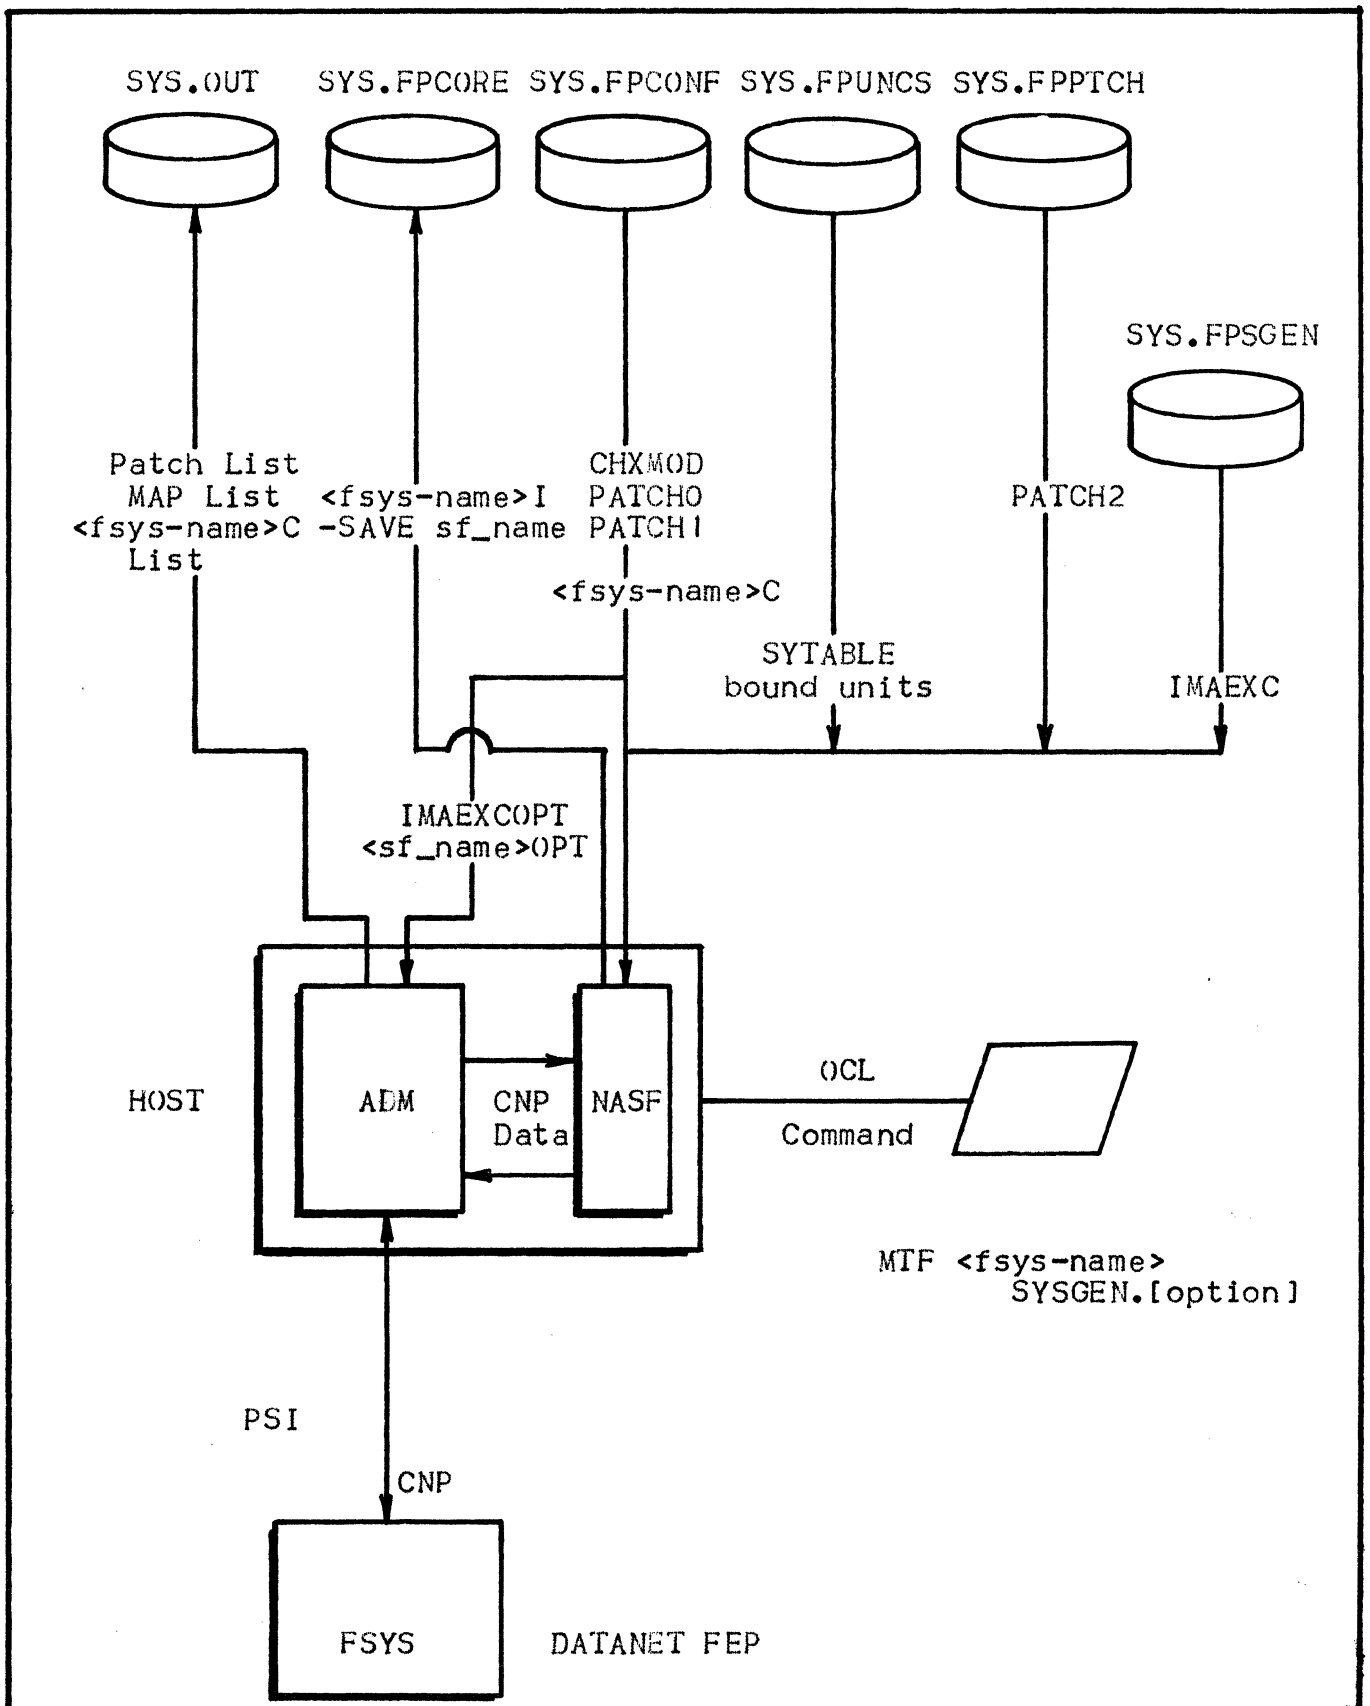 SYS.OUT SYS.FPCORE SYS.FPCONF SYS.FPUNCS SYS.FPPTCH
SYS.FPSGEN
Patch List
MAP List
<fsys-name>C
List
<fsys-name>I
-SAVE sf_name
CHXMOD
PATCH0
PATCH1
<fsys-name>C
PATCH2
SYTABLE
bound units
IMAEXC
IMAEXCOPT
<sf_name>OPT
HOST
ADM
CNP
Data
NASF
OCL
Command
MTF <fsys-name>
SYSGEN.[option]
PSI
CNP
FSYS
DATANET FEP